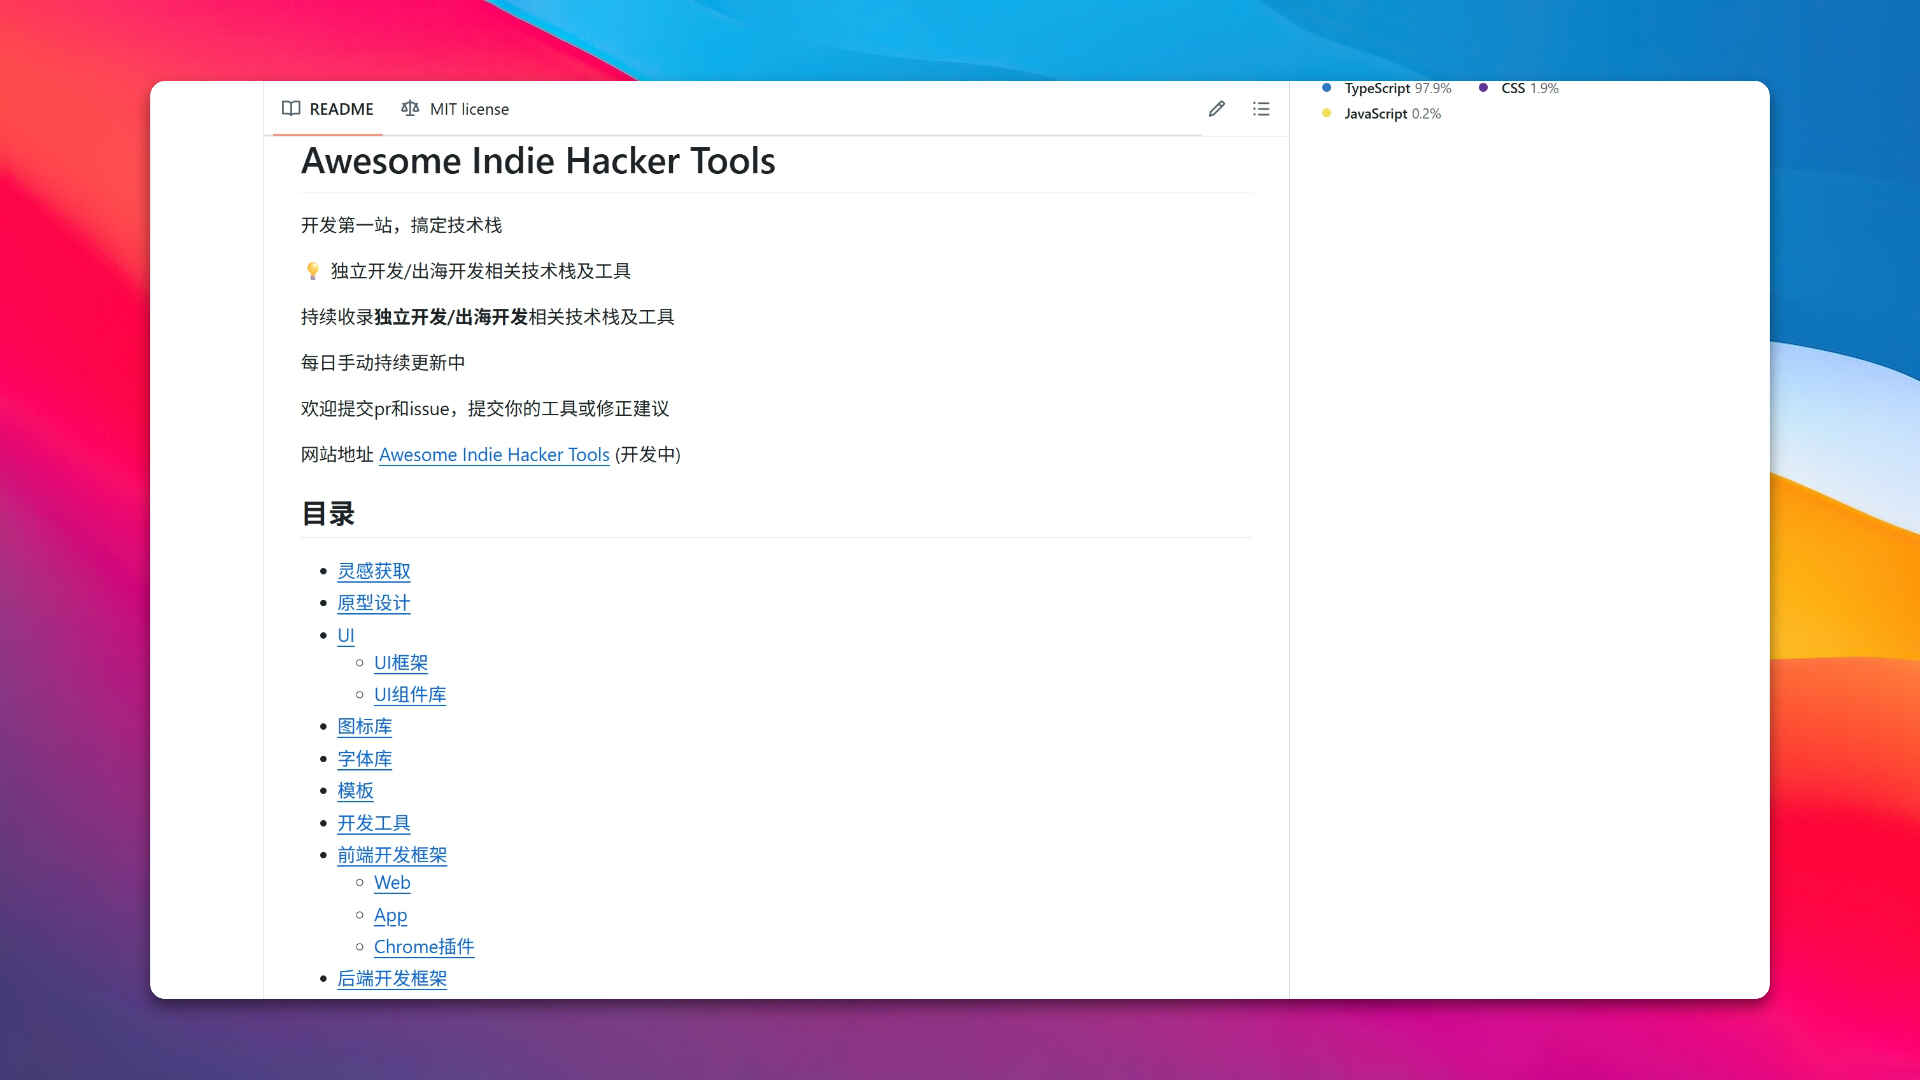 README
MIT license
Awesome Indie Hacker Tools
开发第一站，搞定技术栈
💡 独立开发/出海开发相关技术栈及工具
持续收录独立开发/出海开发相关技术栈及工具
每日手动持续更新中
欢迎提交pr和issue，提交你的工具或修正建议
网站地址 Awesome Indie Hacker Tools (开发中)
目录
灵感获取
原型设计
UI
UI框架
UI组件库
图标库
字体库
模板
开发工具
前端开发框架
Web
App
Chrome插件
后端开发框架
TypeScript 97.9%
CSS 1.9%
JavaScript 0.2%